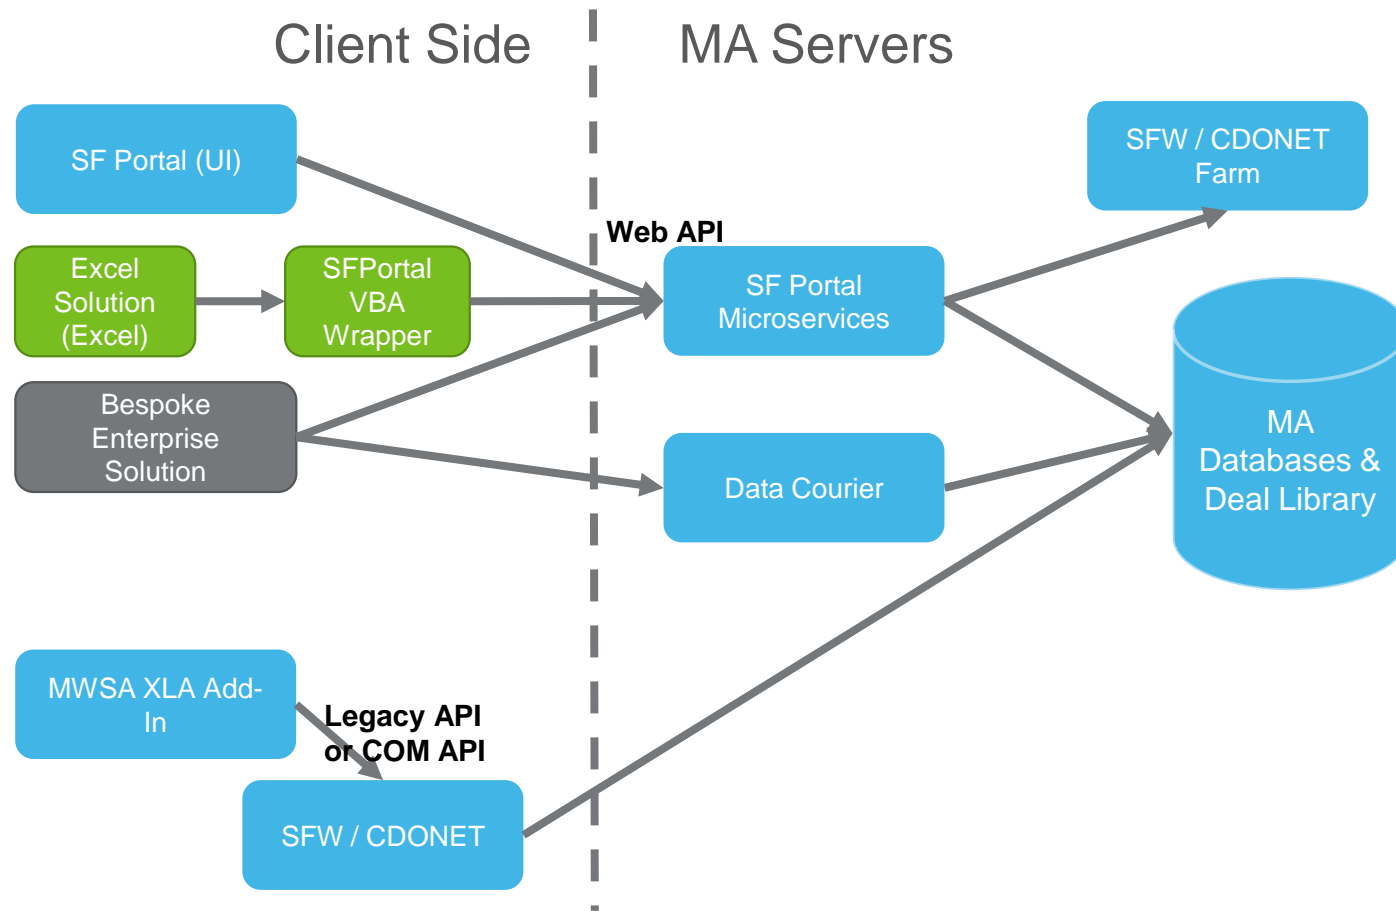 Client Side
MA Servers
SF Portal (UI)
SFW / CDONET
Farm
Web API
Excel
Solution
(Excel)
SFPortal
VBA
Wrapper
SF Portal
Microservices
Bespoke
Enterprise
Solution
Data Courier
MA
Databases &
Deal Library
MWSA XLA Add-
In
Legacy API
or COM API
SFW / CDONET